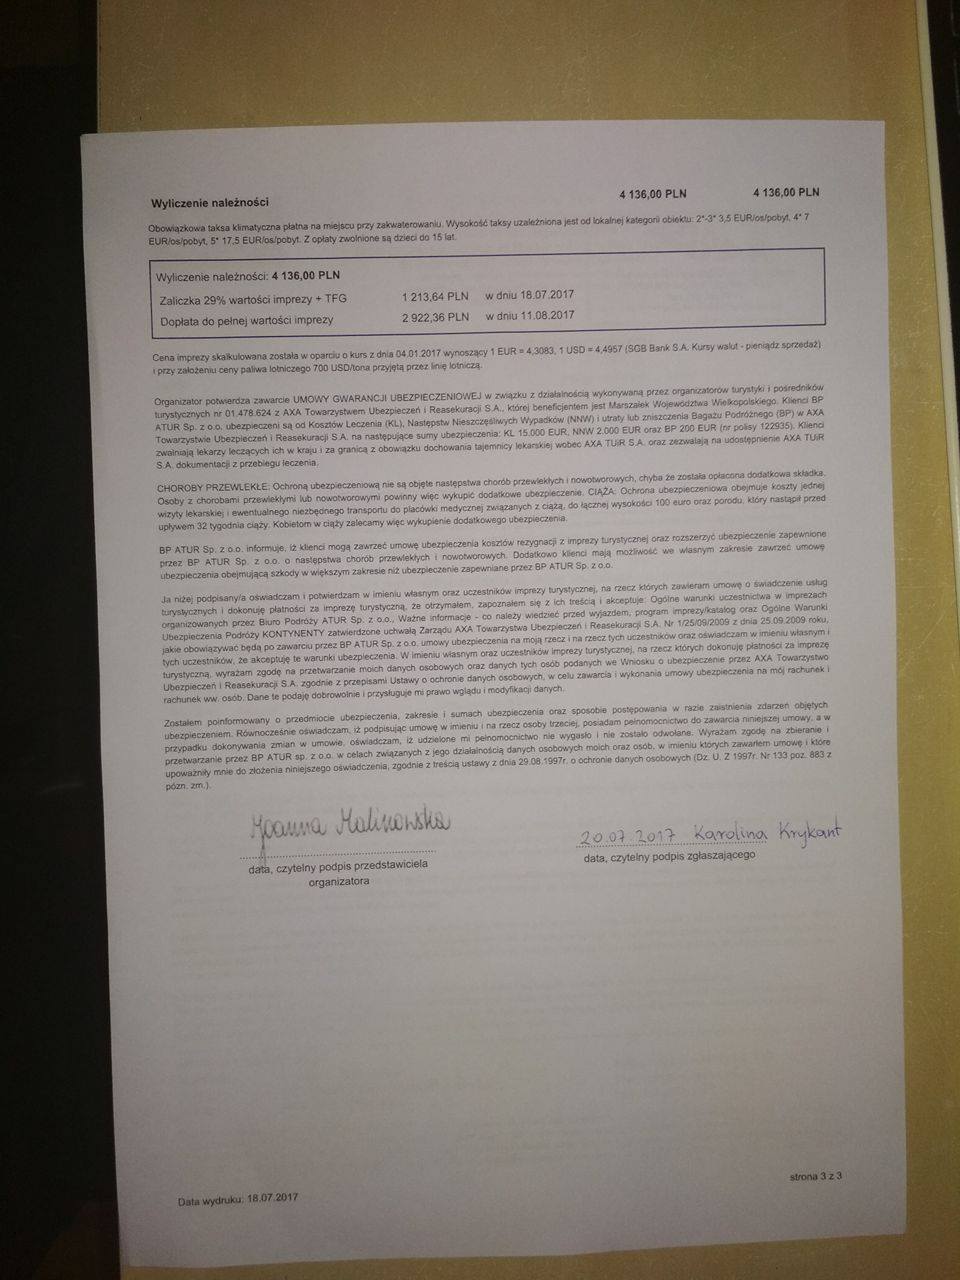 Wyliczenie należności 4 136,00 PLN 4 136,00 PLN
Obowiązkowa taksa klimatyczna płatna na miejscu przy zakwaterowaniu. Wysokość taksy uzależniona jest od lokalnej kategorii obiektu: 2*-3* 3,5 EUR/os/pobyt, 4* 7
EUR/os/pobyt, 5* 17,5 EUR/os/pobyt. Z opłaty zwolnione są dzieci do 15 lat.
Wyliczenie należności: 4 136,00 PLN
Zaliczka 29% wartości imprezy + TFG 1 213,64 PLN w dniu 18.07.2017
Dopłata do pełnej wartości imprezy 2 922,36 PLN w dniu 11.08.2017
Cena imprezy skalkulowana została w oparciu o kurs z dnia 04.01.2017 wynoszący 1 EUR = 4,3083, 1 USD = 4,4957 (SGB Bank S.A. Kursy walut - pieniądz sprzedaż)
i przy założeniu ceny paliwa lotniczego 700 USD/tona przyjętą przez linię lotniczą.
Organizator potwierdza zawarcie UMOWY GWARANCJI UBEZPIECZENIOWEJ w związku z działalnością wykonywaną przez organizatorów turystyki i pośredników
turystycznych nr 01.478.624 z AXA Towarzystwem Ubezpieczeń i Reasekuracji S.A., której beneficjentem jest Marszałek Województwa Wielkopolskiego. Klienci BP
ATUR Sp. z o.o. ubezpieczeni są od Kosztów Leczenia (KL), Następstw Nieszczęśliwych Wypadków (NNW) i utraty lub zniszczenia Bagażu Podróżnego (BP) w AXA
Towarzystwie Ubezpieczeń i Reasekuracji S.A. na następujące sumy ubezpieczenia: KL 15.000 EUR, NNW 2.000 EUR oraz BP 200 EUR (nr polisy 122935). Klienci
zwalniają lekarzy leczących ich w kraju i za granicą z obowiązku dochowania tajemnicy lekarskiej wobec AXA TUiR S.A. oraz zezwalają na udostępnienie AXA TUiR
S.A. dokumentacji z przebiegu leczenia.
CHOROBY PRZEWLEKŁE: Ochroną ubezpieczeniową nie są objęte następstwa chorób przewlekłych i nowotworowych, chyba że została opłacona dodatkowa składka.
Osoby z chorobami przewlekłymi lub nowotworowymi powinny więc wykupić dodatkowe ubezpieczenie. CIĄŻA: Ochrona ubezpieczeniowa obejmuje koszty jednej
wizyty lekarskiej i ewentualnego niezbędnego transportu do placówki medycznej związanych z ciążą, do łącznej wysokości 100 euro oraz porodu, który nastąpił przed
upływem 32 tygodnia ciąży. Kobietom w ciąży zalecamy więc wykupienie dodatkowego ubezpieczenia.
BP ATUR Sp. z o.o. informuje, iż klienci mogą zawrzeć umowę ubezpieczenia kosztów rezygnacji z imprezy turystycznej oraz rozszerzyć ubezpieczenie zapewnione
przez BP ATUR Sp. z o.o. o następstwa chorób przewlekłych i nowotworowych. Dodatkowo klienci mają możliwość we własnym zakresie zawrzeć umowę
ubezpieczenia obejmującą szkody w większym zakresie niż ubezpieczenie zapewniane przez BP ATUR Sp. z o.o.
Ja niżej podpisany/a oświadczam i potwierdzam w imieniu własnym oraz uczestników imprezy turystycznej, na rzecz których zawieram umowę o świadczenie usług
turystycznych i dokonuję płatności za imprezę turystyczną, że otrzymałem, zapoznałem się z ich treścią i akceptuję: Ogólne warunki uczestnictwa w imprezach
organizowanych przez Biuro Podróży ATUR Sp. z o.o., Ważne informacje - co należy wiedzieć przed wyjazdem, program imprezy/katalog oraz Ogólne Warunki
Ubezpieczenia Podróży KONTYNENTY zatwierdzone uchwałą Zarządu AXA Towarzystwa Ubezpieczeń i Reasekuracji S.A. Nr 1/25/09/2009 z dnia 25.09.2009 roku,
jakie obowiązywać będą po zawarciu przez BP ATUR Sp. z o.o. umowy ubezpieczenia na moją rzecz i na rzecz tych uczestników oraz oświadczam w imieniu własnym i
tych uczestników, że akceptuję te warunki ubezpieczenia. W imieniu własnym oraz uczestników imprezy turystycznej, na rzecz których dokonuję płatności za imprezę
turystyczną, wyrażam zgodę na przetwarzanie moich danych osobowych oraz danych tych osób podanych we Wniosku o ubezpieczenie przez AXA Towarzystwo
Ubezpieczeń i Reasekuracji S.A. zgodnie z przepisami Ustawy o ochronie danych osobowych, w celu zawarcia i wykonania umowy ubezpieczenia na mój rachunek i
rachunek ww. osób. Dane te podaję dobrowolnie i przysługuje mi prawo wglądu i modyfikacji danych.
Zostałem poinformowany o przedmiocie ubezpieczenia, zakresie i sumach ubezpieczenia oraz sposobie postępowania w razie zaistnienia zdarzeń objętych
ubezpieczeniem. Równocześnie oświadczam, iż podpisując umowę w imieniu i na rzecz osoby trzeciej, posiadam pełnomocnictwo do zawarcia niniejszej umowy, a w
przypadku dokonywania zmian w umowie, oświadczam, iż udzielone mi pełnomocnictwo nie wygasło i nie zostało odwołane. Wyrażam zgodę na zbieranie i
przetwarzanie przez BP ATUR sp. z o.o. w celach związanych z jego działalnością danych osobowych moich oraz osób, w imieniu których zawarłem umowę i które
upoważniły mnie do złożenia niniejszego oświadczenia, zgodnie z treścią ustawy z dnia 29.08.1997r. o ochronie danych osobowych (Dz. U. Z 1997r. Nr 133 poz. 883 z
pózn. zm.).
Joanna Malinowska 20.07.2017 Karolina Krykant
data, czytelny podpis przedstawiciela data, czytelny podpis zgłaszającego
organizatora
strona 3 z 3
Data wydruku: 18.07.2017